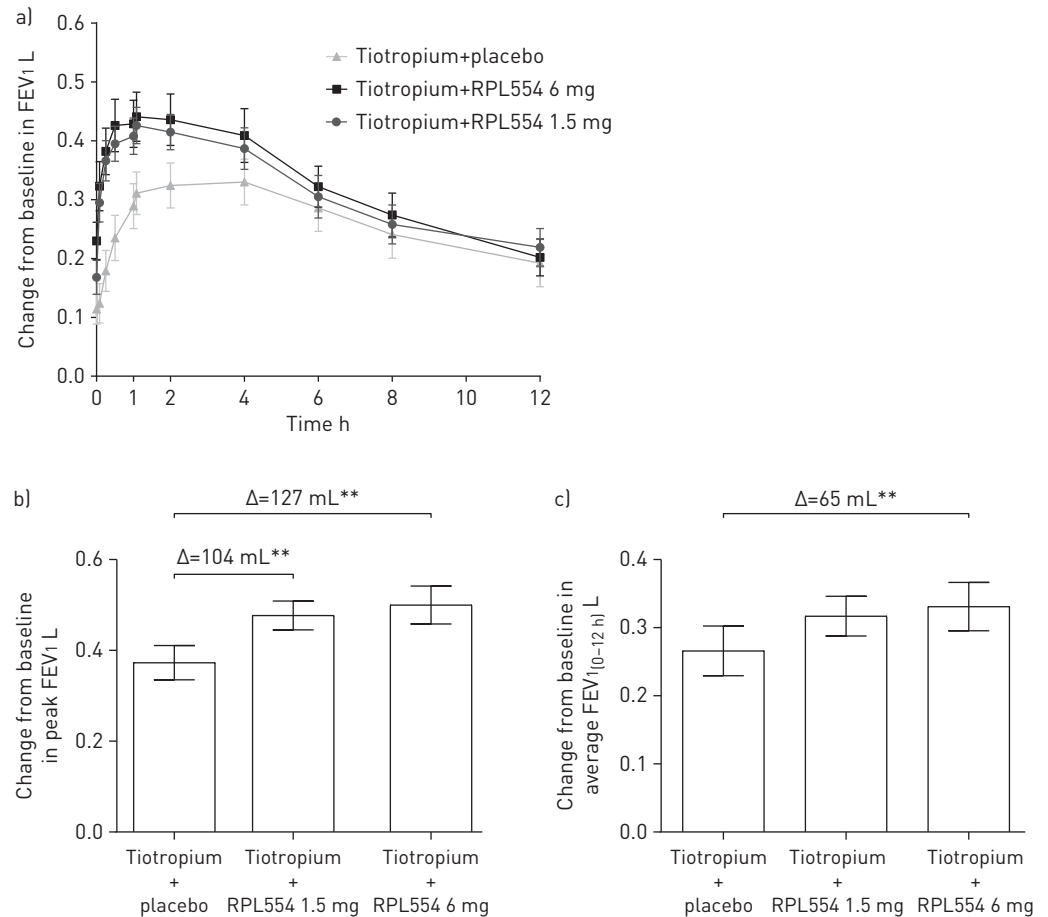 a)
Change from baseline in FEV1 L
0.6
0.5
0.4
0.3
0.2
0.1
0.0
Tiotropium+placebo
Tiotropium+RPL554 6 mg
Tiotropium+RPL554 1.5 mg
0 1 2 4 6 8 10 12
Time h
b)
Δ=127 mL**
Δ=104 mL**
Change from baseline
in peak FEV1 L
0.6
0.4
0.2
0.0
Tiotropium
+
placebo
Tiotropium
+
RPL554 1.5 mg
Tiotropium
+
RPL554 6 mg
c)
Δ=65 mL**
Change from baseline in
average FEV1(0–12 h) L
0.4
0.3
0.2
0.1
0.0
Tiotropium
+
placebo
Tiotropium
+
RPL554 1.5 mg
Tiotropium
+
RPL554 6 mg